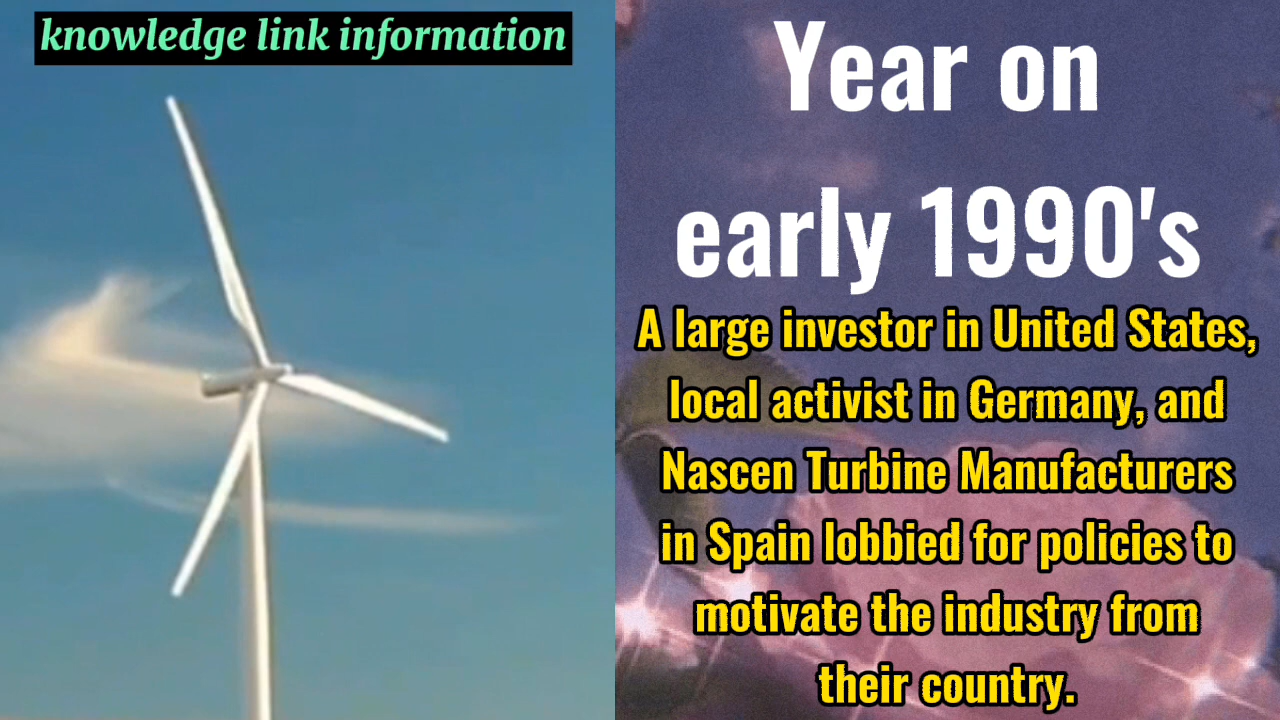 knowledge link information
Year on
early 1990's
A large investor in United States,
local activist in Germany, and
Nascen Turbine Manufacturers
in Spain lobbied for policies to
motivate the industry from
their country.